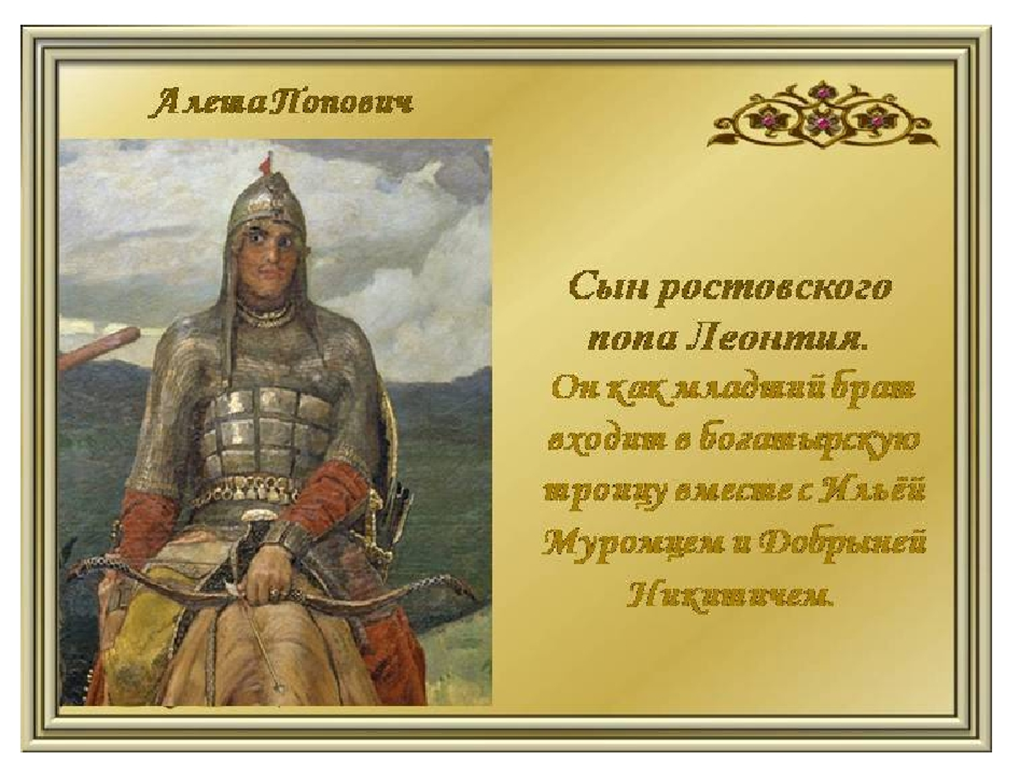 Алеша Попович
Сын ростовского
попа Леонтия.
Он как младший брат
входит в богатырскую
троицу вместе с Ильёй
Муромцем и Добрыней
Никитичем.